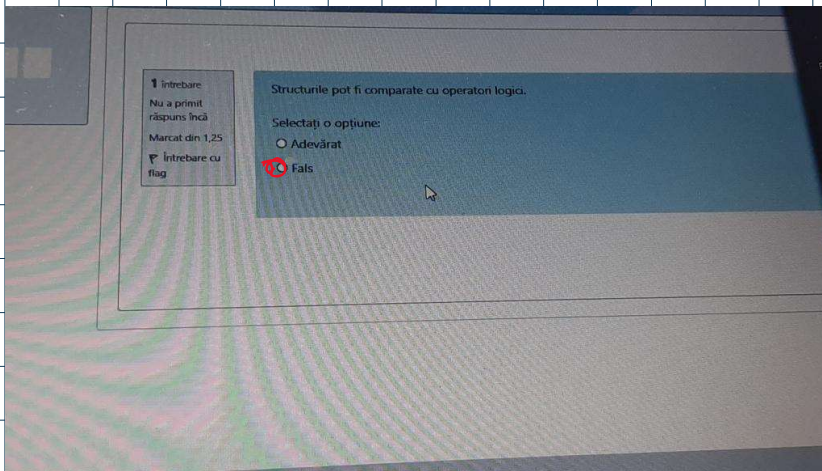 1 întrebare
Nu a primit
răspuns încă
Marcat din 1,25
Întrebare cu
flag
Structurile pot fi comparate cu operatori logici.
Selectați o opțiune:
Adevărat
Fals